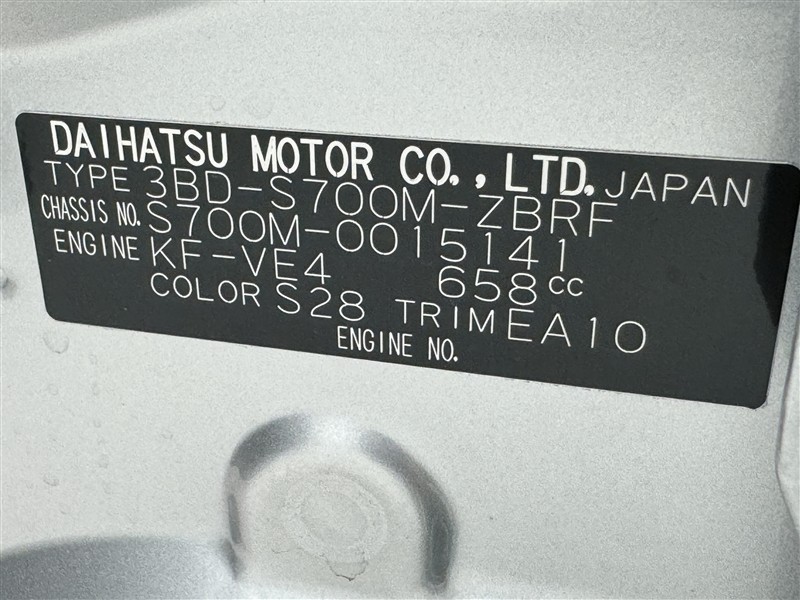 DAIHATSU MOTOR CO., LTD. JAPAN
TYPE 3BD-S700M-ZBRF
CHASSIS NO. S700M-0015141
ENGINE KF-VE4 658cc
COLOR S28 TRIM EA10
ENGINE NO.